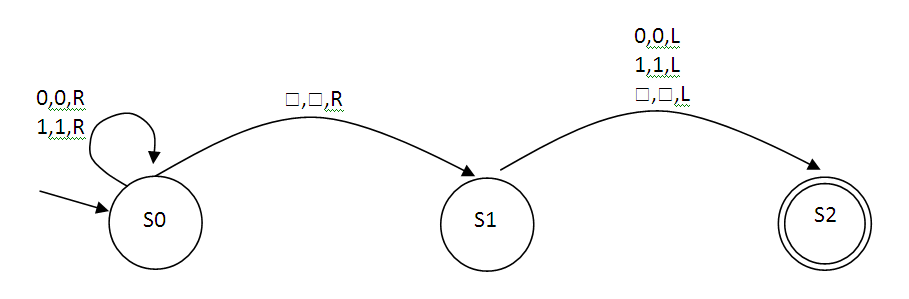 0,0,L
1,1,L
□,□,L
0,0,R
1,1,R
□,□,R
S0
S1
S2